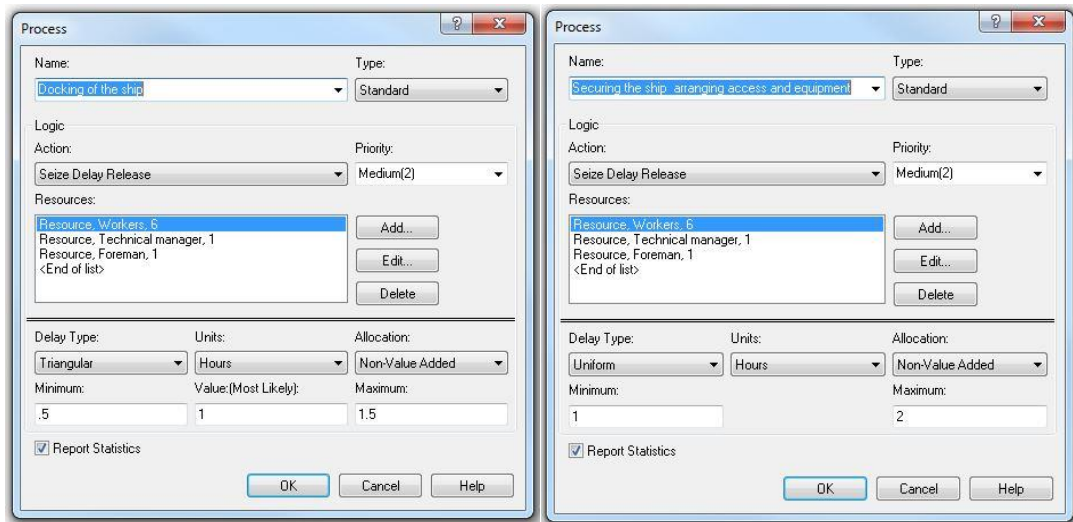 Process
Name: Type:
Docking of the ship Standard
Logic
Action: Priority:
Seize Delay Release Medium(2)
Resources:
Resource, Workers, 6
Resource, Technical manager, 1
Resource, Foreman, 1
<End of list>
Add...
Edit...
Delete
Delay Type: Units: Allocation:
Triangular Hours Non-Value Added
Minimum: Value:(Most Likely): Maximum:
.5 1 1.5
Report Statistics
OK Cancel Help
Process
Name: Type:
Securing the ship arranging access and equipment Standard
Logic
Action: Priority:
Seize Delay Release Medium(2)
Resources:
Resource, Workers, 6
Resource, Technical manager, 1
Resource, Foreman, 1
<End of list>
Add...
Edit...
Delete
Delay Type: Units: Allocation:
Uniform Hours Non-Value Added
Minimum: Maximum:
1 2
Report Statistics
OK Cancel Help